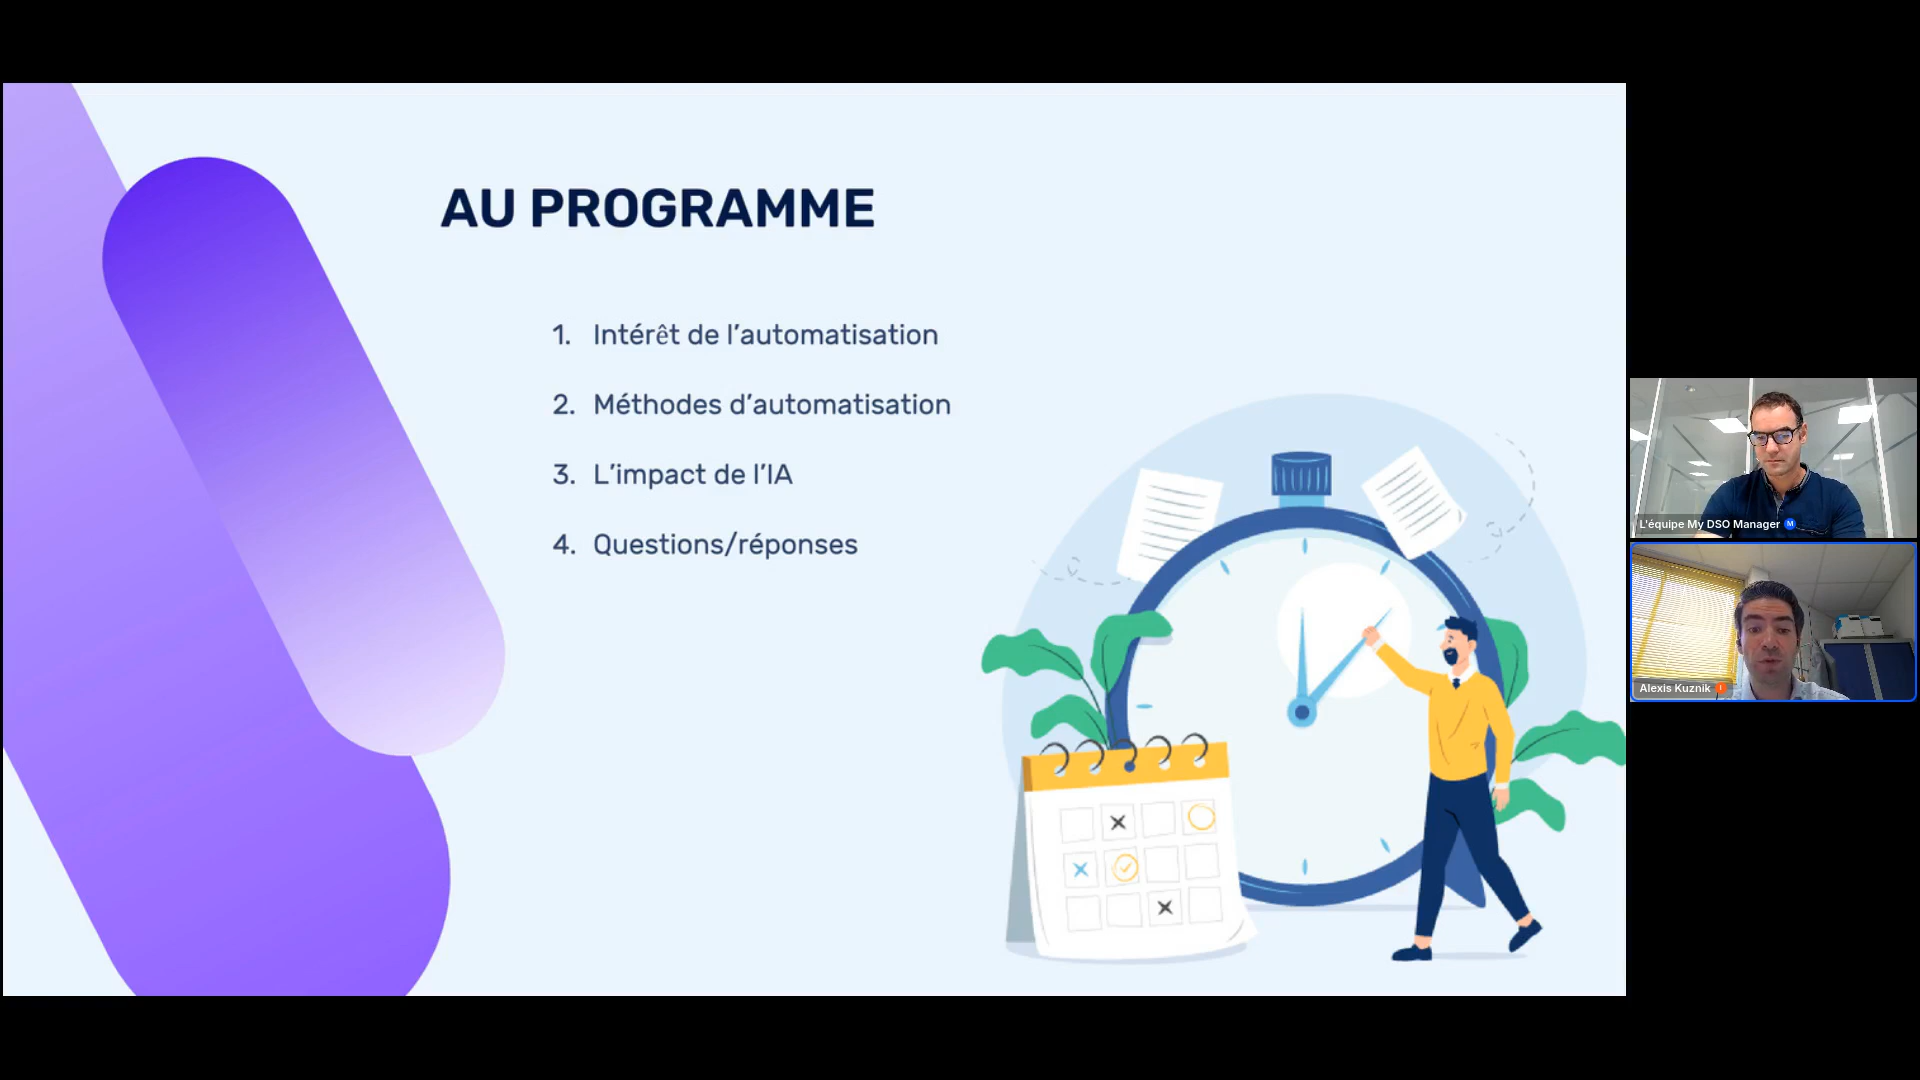 AU PROGRAMME
1. Intérêt de l’automatisation
2. Méthodes d’automatisation
3. L’impact de l’IA
4. Questions/réponses
L'équipe My DSO Manager M
Alexis Kuznik